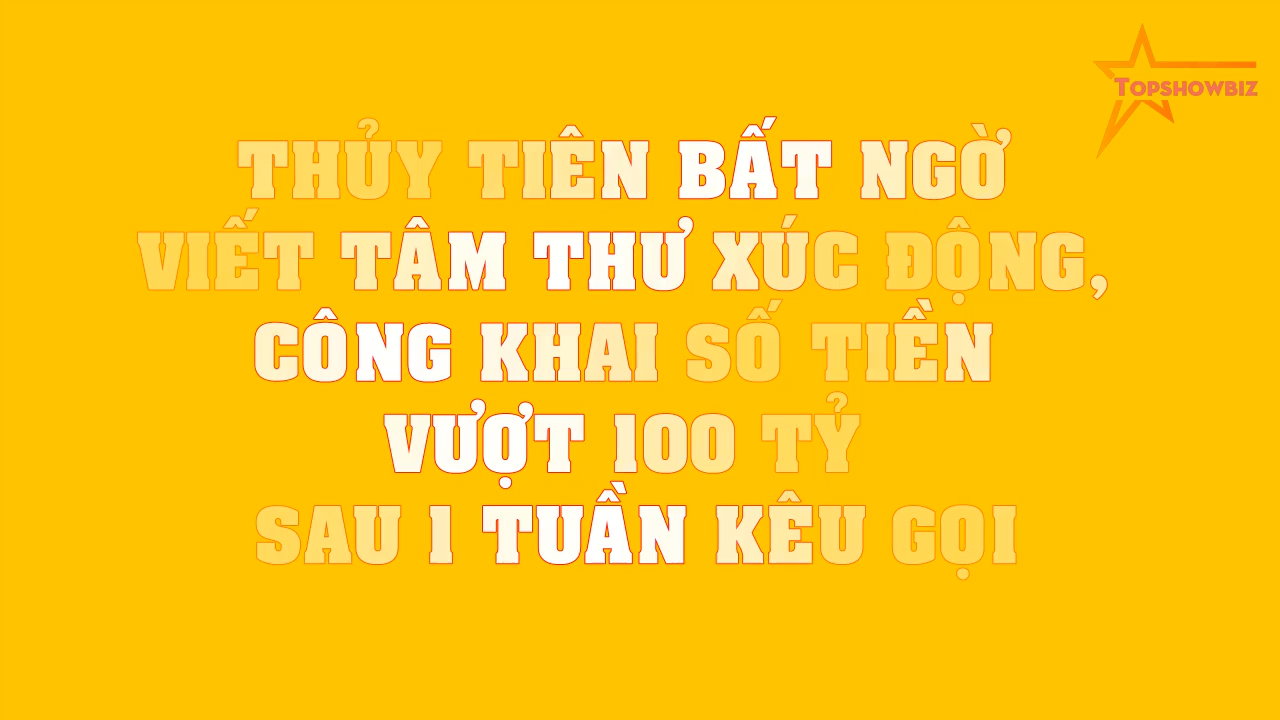 TOPSHOWBIZ
THỦY TIÊN BẤT NGỜ
VIẾT TÂM THƯ XÚC ĐỘNG,
CÔNG KHAI SỐ TIỀN
VƯỢT 100 TỶ
SAU 1 TUẦN KÊU GỌI